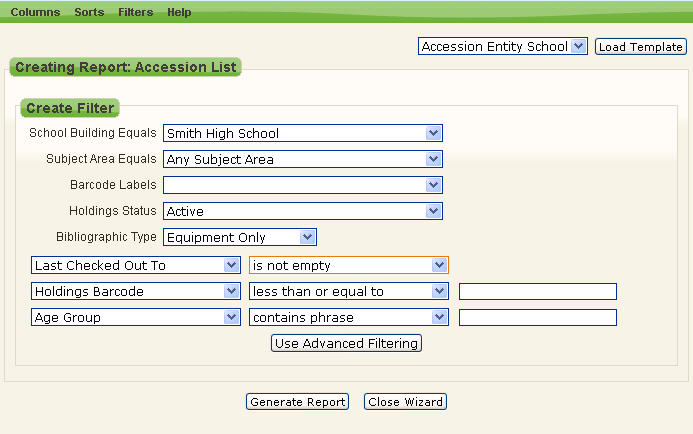 Columns Sorts Filters Help
Accession Entity School Load Template
Creating Report: Accession List
Create Filter
School Building Equals Smith High School
Subject Area Equals Any Subject Area
Barcode Labels
Holdings Status Active
Bibliographic Type Equipment Only
Last Checked Out To is not empty
Holdings Barcode less than or equal to
Age Group contains phrase
Use Advanced Filtering
Generate Report Close Wizard